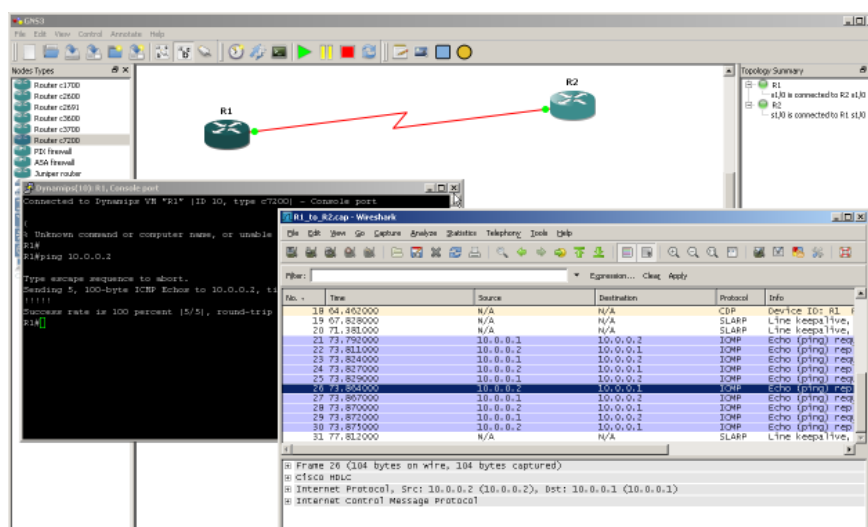 GNS3
File Edit View Control Annotate Help
Nodes Types
Router c1700
Router c2600
Router c2691
Router c3600
Router c3700
Router c7200
PIX firewall
ASA firewall
Juniper router
R1
R2
Topology Summary
R1
s1/0 is connected to R2 s1/0
R2
s1/0 is connected to R1 s1/0
Dynamips(10): R1, Console port
Connected to Dynamips VM "R1" (ID 10, type c7200) - Console port
% Unknown command or computer name, or unable
R1#
R1#ping 10.0.0.2
Type escape sequence to abort.
Sending 5, 100-byte ICMP Echos to 10.0.0.2, ti
!!!!!
Success rate is 100 percent (5/5), round-trip
R1#
R1_to_R2.cap - Wireshark
File Edit View Go Capture Analyze Statistics Telephony Tools Help
Filter: Expression... Clear Apply
No. Time Source Destination Protocol Info
18 64.462000 N/A N/A CDP Device ID: R1
19 67.828000 N/A N/A SLARP Line keepalive,
20 71.381000 N/A N/A SLARP Line keepalive,
21 73.792000 10.0.0.1 10.0.0.2 ICMP Echo (ping) req
22 73.811000 10.0.0.2 10.0.0.1 ICMP Echo (ping) rep
23 73.824000 10.0.0.1 10.0.0.2 ICMP Echo (ping) req
24 73.827000 10.0.0.2 10.0.0.1 ICMP Echo (ping) rep
25 73.829000 10.0.0.1 10.0.0.2 ICMP Echo (ping) req
26 73.864000 10.0.0.2 10.0.0.1 ICMP Echo (ping) rep
27 73.867000 10.0.0.1 10.0.0.2 ICMP Echo (ping) req
28 73.870000 10.0.0.2 10.0.0.1 ICMP Echo (ping) rep
29 73.872000 10.0.0.1 10.0.0.2 ICMP Echo (ping) req
30 73.875000 10.0.0.2 10.0.0.1 ICMP Echo (ping) rep
31 77.812000 N/A N/A SLARP Line keepalive,
Frame 26 (104 bytes on wire, 104 bytes captured)
Cisco HDLC
Internet Protocol, Src: 10.0.0.2 (10.0.0.2), Dst: 10.0.0.1 (10.0.0.1)
Internet Control Message Protocol